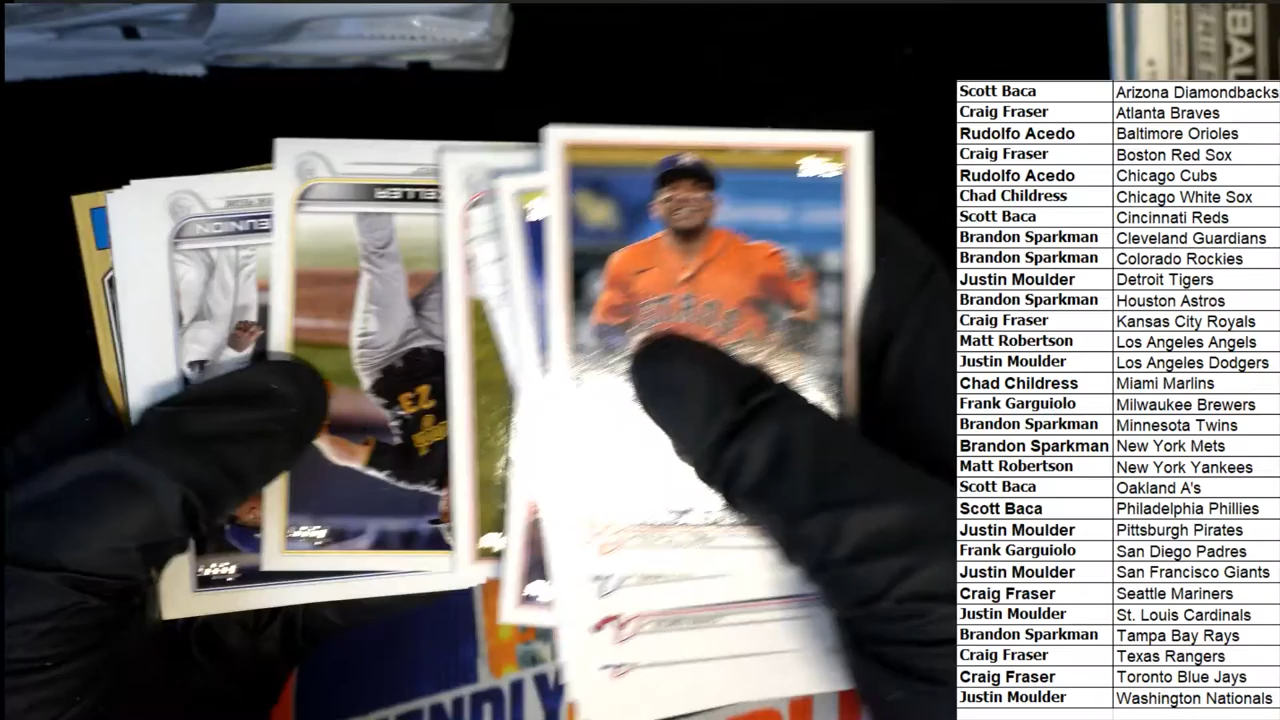 Scott Baca Arizona Diamondbacks
Craig Fraser Atlanta Braves
Rudolfo Acedo Baltimore Orioles
Craig Fraser Boston Red Sox
Rudolfo Acedo Chicago Cubs
Chad Childress Chicago White Sox
Scott Baca Cincinnati Reds
Brandon Sparkman Cleveland Guardians
Brandon Sparkman Colorado Rockies
Justin Moulder Detroit Tigers
Brandon Sparkman Houston Astros
Craig Fraser Kansas City Royals
Matt Robertson Los Angeles Angels
Justin Moulder Los Angeles Dodgers
Chad Childress Miami Marlins
Frank Garguiolo Milwaukee Brewers
Brandon Sparkman Minnesota Twins
Brandon Sparkman New York Mets
Matt Robertson New York Yankees
Scott Baca Oakland A's
Scott Baca Philadelphia Phillies
Justin Moulder Pittsburgh Pirates
Frank Garguiolo San Diego Padres
Justin Moulder San Francisco Giants
Craig Fraser Seattle Mariners
Justin Moulder St. Louis Cardinals
Brandon Sparkman Tampa Bay Rays
Craig Fraser Texas Rangers
Craig Fraser Toronto Blue Jays
Justin Moulder Washington Nationals
Topps
ELLER
23